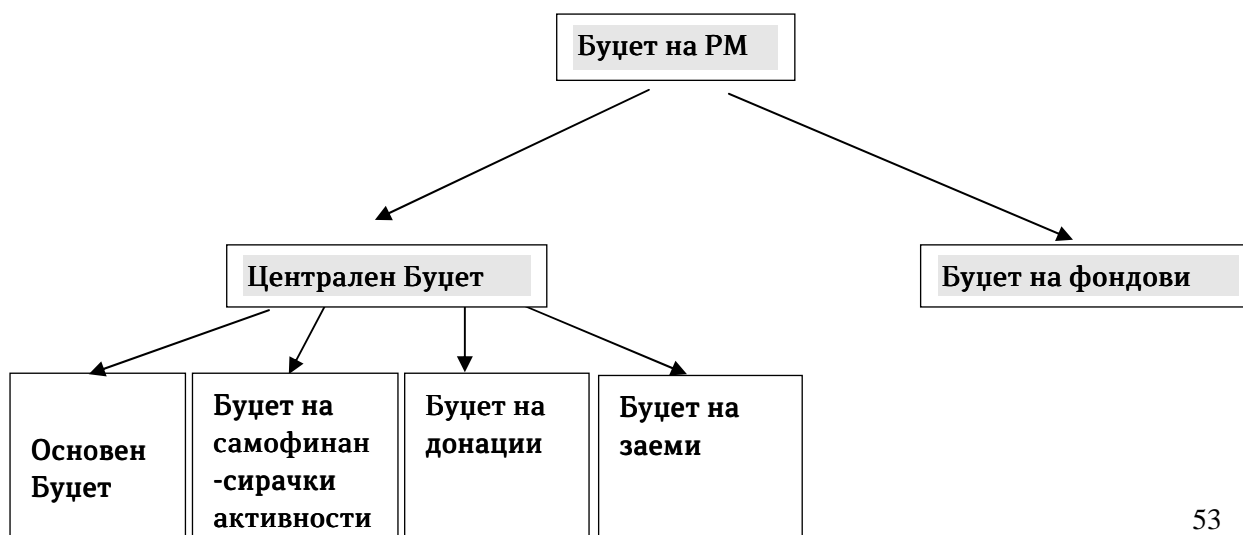 Буџет на РМ
Централен Буџет
Буџет на фондови
Основен
Буџет
Буџет на
самофинан
-сирачки
активности
Буџет на
донации
Буџет на
заеми
53